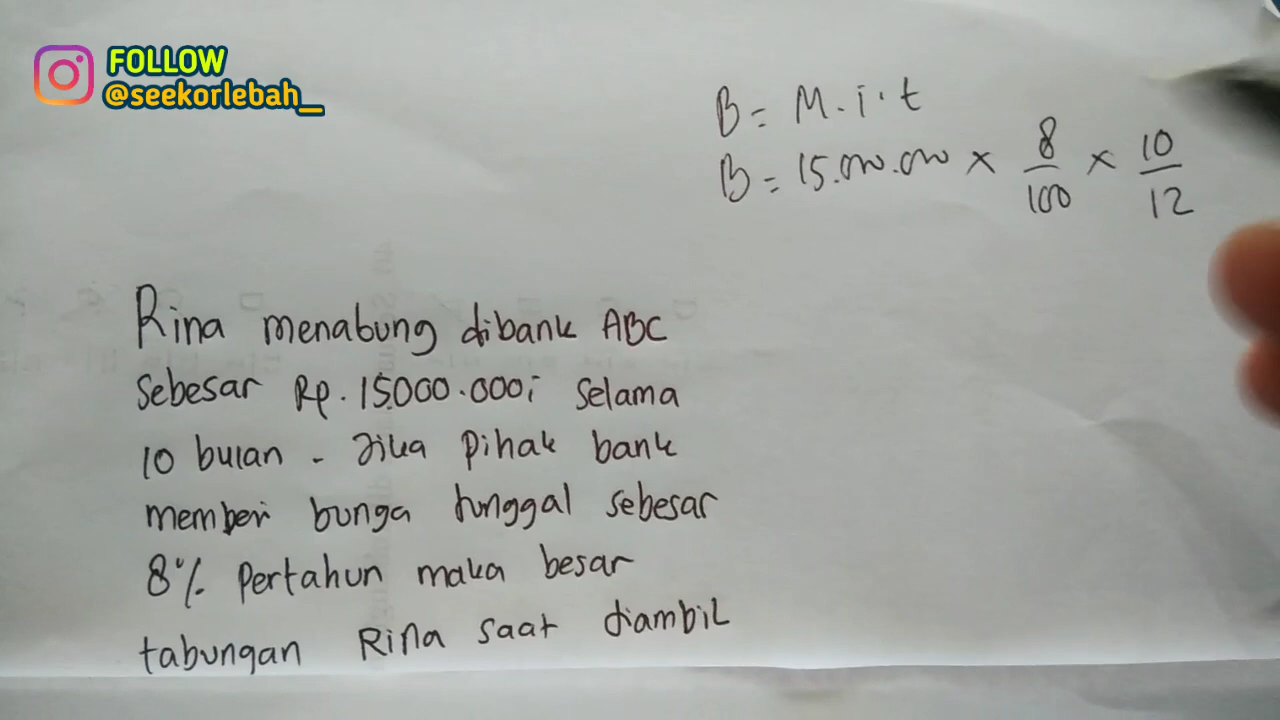 FOLLOW
@seekorlebah_
B = M . i . t
B = 15.000.000 × 8/100 × 10/12
Rina menabung dibank ABC
Sebesar Rp. 15000.000; selama
10 bulan - Jika pihak bank
memberi bunga tunggal sebesar
8% Pertahun maka besar
tabungan Rina saat diambil